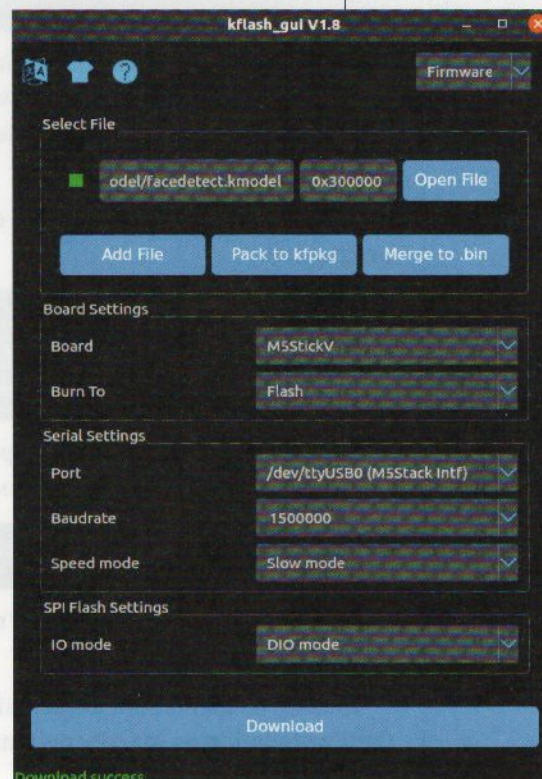 kflash_gui V1.8
Firmware
Select File
odel/facedetect.kmodel 0x300000 Open File
Add File Pack to kfpkg Merge to .bin
Board Settings
Board M5StickV
Burn To Flash
Serial Settings
Port /dev/ttyUSB0 (M5Stack Intf)
Baudrate 1500000
Speed mode Slow mode
SPI Flash Settings
IO mode DIO mode
Download
Download success